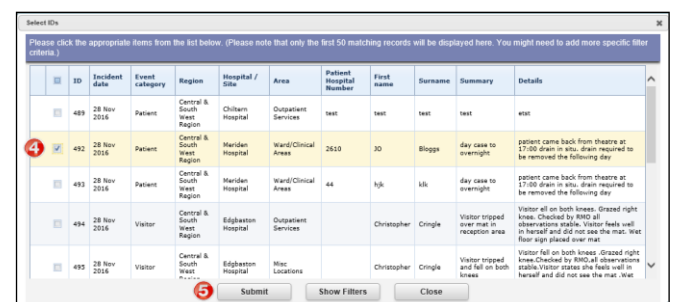 Select IDs
Please click the appropriate items from the list below. (Please note that only the first 50 matching records will be displayed here. You might need to add more specific filter
criteria.)
ID Incident date Event category Region Hospital / Site Area Patient Hospital Number First name Surname Summary Details
489 28 Nov 2016 Patient Central & South West Region Chiltern Hospital Outpatient Services test test test test etst
4 492 28 Nov 2016 Patient Central & South West Region Meriden Hospital Ward/Clinical Areas 2610 JD Bloggs day case to overnight patient came back from theatre at 17:00 drain in situ. drain required to be removed the following day
493 28 Nov 2016 Patient Central & South West Region Meriden Hospital Ward/Clinical Areas 44 hjk klk day case to overnight patient came back from theatre at 17:00 drain in situ. drain required to be removed the following day
494 28 Nov 2016 Visitor Central & South West Region Edgbaston Hospital Outpatient Services Christopher Cringle Visitor tripped over mat in reception area Visitor ell on both knees. Grazed right knee. Checked by RMO all observations stable. Visitor feels well in herself and did not see the mat. Wet floor sign placed over mat
495 28 Nov 2016 Visitor Central & South West Region Edgbaston Hospital Misc Locations Christopher Cringle Visitor tripped and fell on both knees Visitor fell on both knees .Grazed right knee.Checked by RMO,all observations stable.Visitor states she feels well in herself and did not see the mat .Wet
5 Submit Show Filters Close